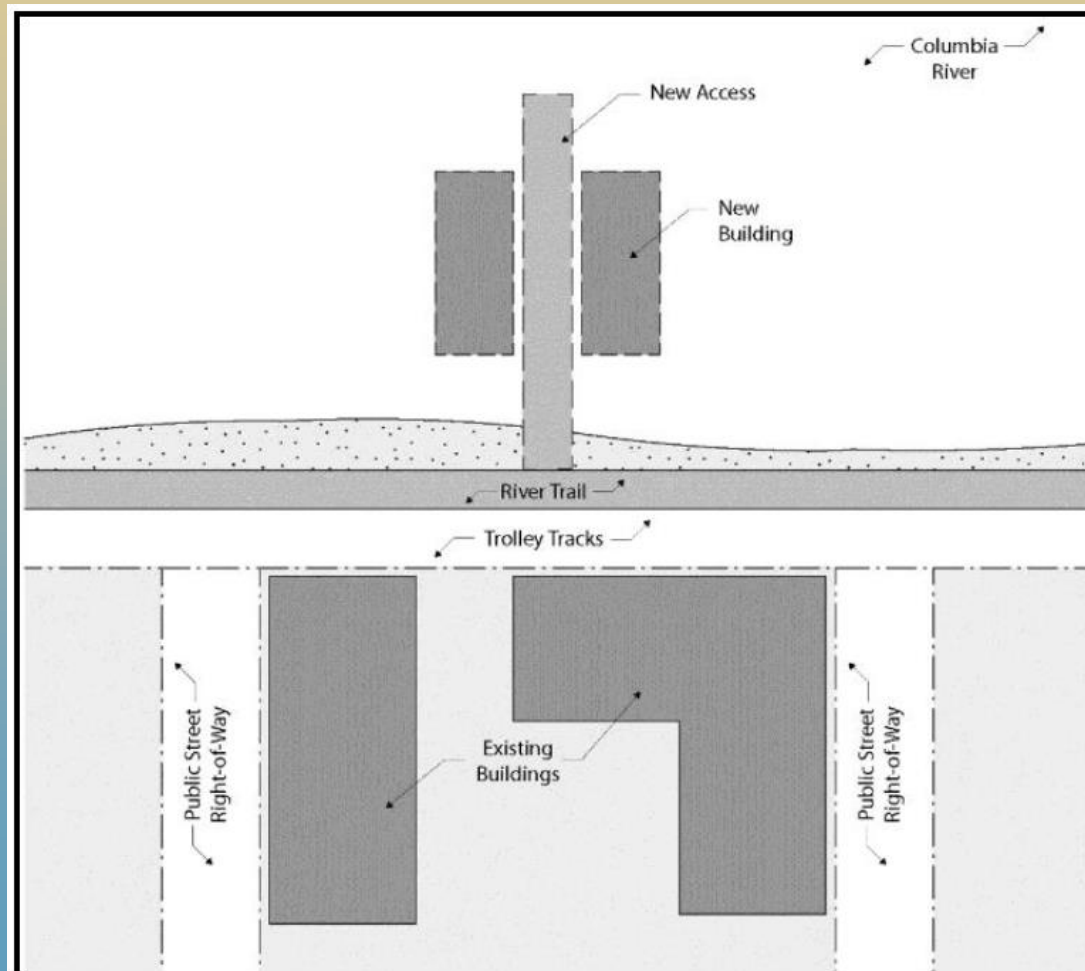 Columbia
River
New Access
New
Building
River Trail
Trolley Tracks
Public Street
Right-of-Way
Existing
Buildings
Public Street
Right-of-Way